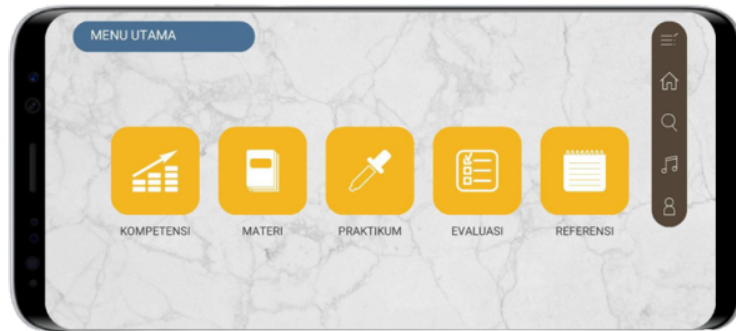 MENU UTAMA
KOMPETENSI
MATERI
PRAKTIKUM
EVALUASI
REFERENSI